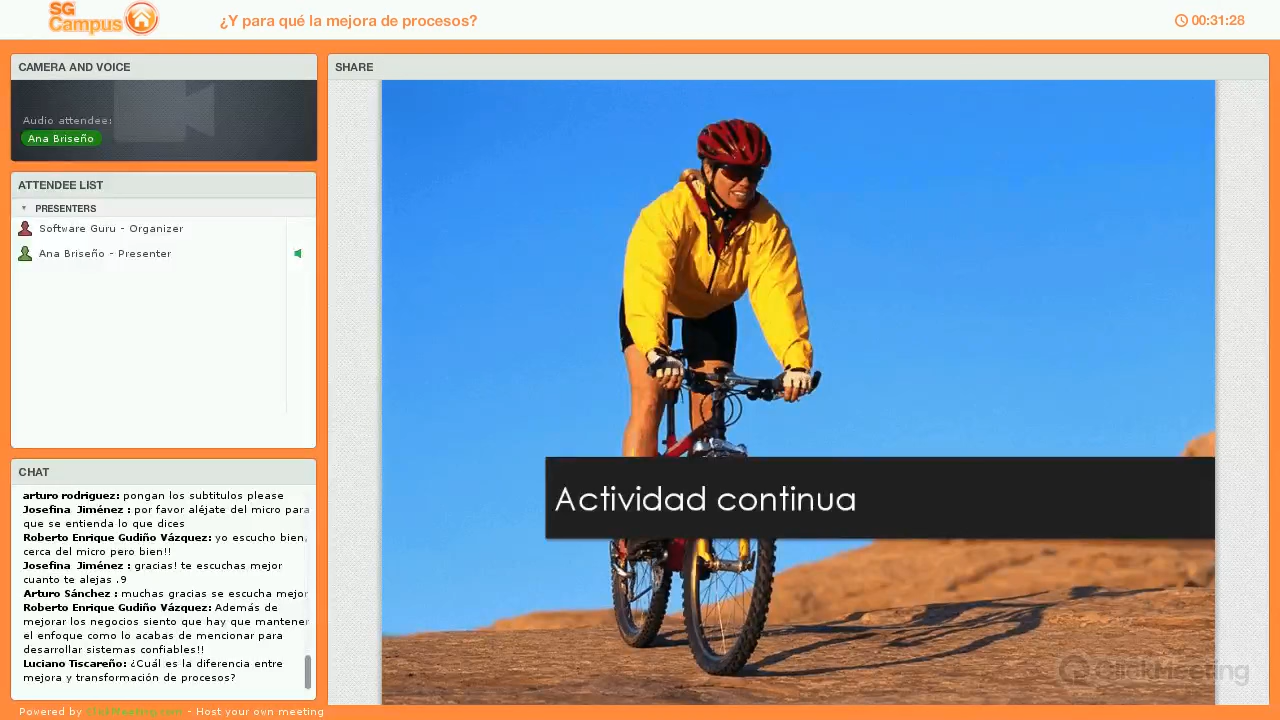 SG
Campus
¿Y para qué la mejora de procesos?
00:31:28
CAMERA AND VOICE
Audio attendee:
Ana Briseño
ATTENDEE LIST
PRESENTERS
Software Guru - Organizer
Ana Briseño - Presenter
CHAT
arturo rodriguez: pongan los subtitulos please
Josefina Jiménez : por favor aléjate del micro para
que se entienda lo que dices
Roberto Enrique Gudiño Vázquez: yo escucho bien,
cerca del micro pero bien!!
Josefina Jiménez : gracias! te escuchas mejor
cuanto te alejas .9
Arturo Sánchez : muchas gracias se escucha mejor
Roberto Enrique Gudiño Vázquez: Además de
mejorar los negocios siento que hay que mantener
el enfoque como lo acabas de mencionar para
desarrollar sistemas confiables!!
Luciano Tiscareño: ¿Cuál es la diferencia entre
mejora y transformación de procesos?
Powered by ClickMeeting.com - Host your own meeting
SHARE
Actividad continua
ClickMeeting